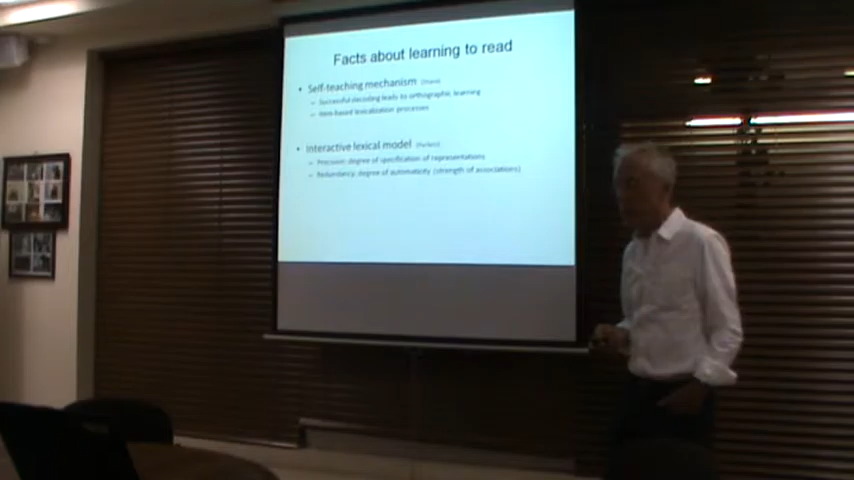 Facts about learning to read
• Self-teaching mechanism (Share)
– Successful decoding leads to orthographic learning
– Item-based lexicalization processes
• Interactive lexical model (Perfetti)
– Precision: degree of specification of representations
– Redundancy: degree of automaticity (strength of associations)